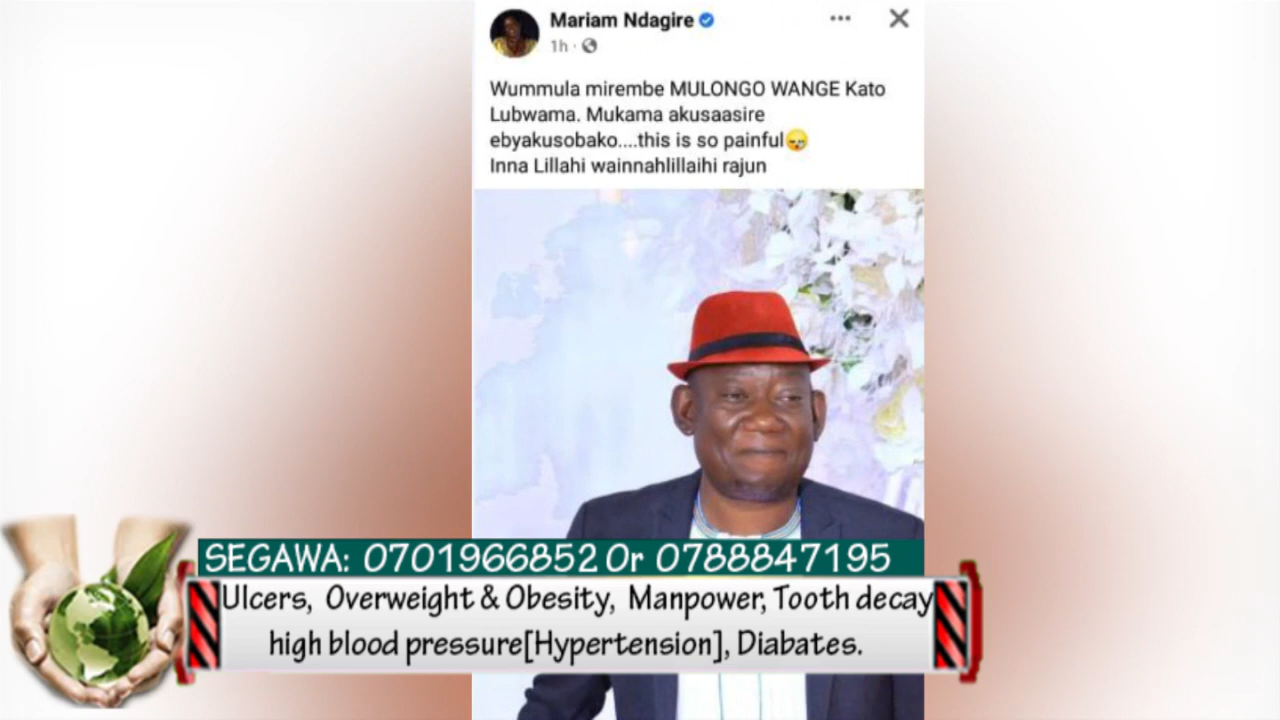 Mariam Ndagire
1h
Wummula mirembe MULONGO WANGE Kato
Lubwama. Mukama akusaasire
ebyakusobako....this is so painful😪
Inna Lillahi wainnahlillaihi rajun
SEGAWA: 0701966852 Or 0788847195
Ulcers, Overweight & Obesity, Manpower, Tooth decay
high blood pressure[Hypertension], Diabates.